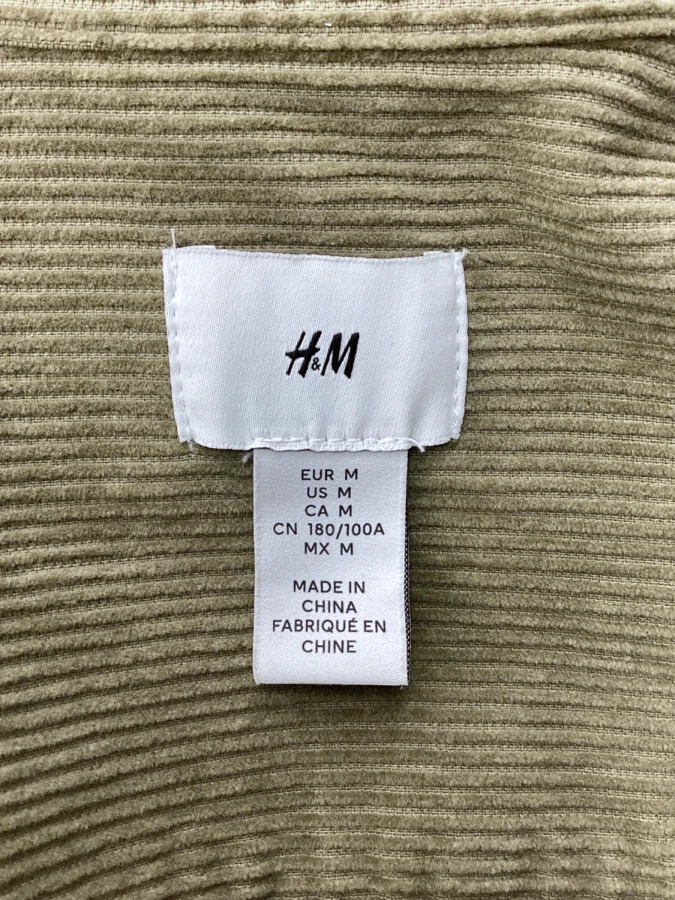 H&M
EUR M
US M
CA M
CN 180/100A
MX M
MADE IN
CHINA
FABRIQUÉ EN
CHINE